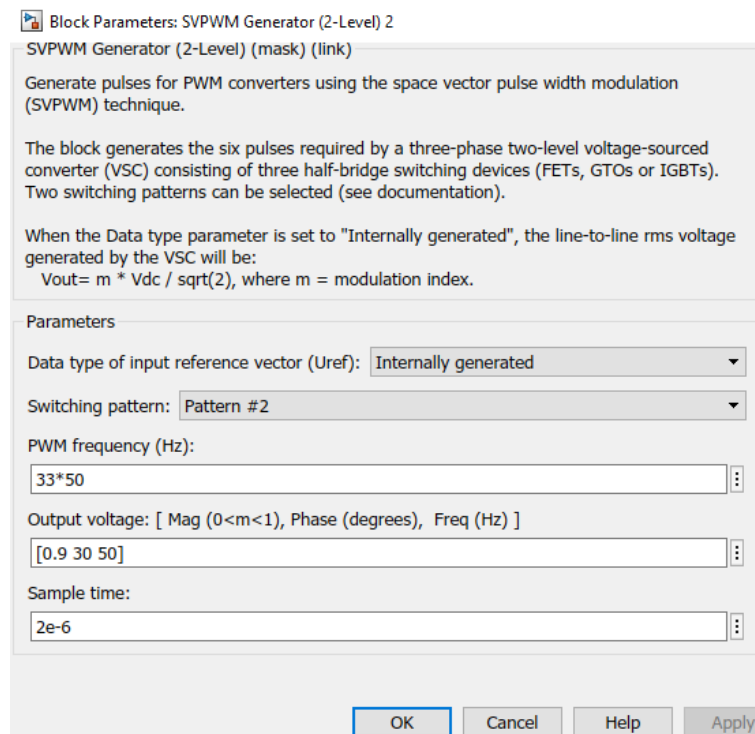 Block Parameters: SVPWM Generator (2-Level) 2
SVPWM Generator (2-Level) (mask) (link)
Generate pulses for PWM converters using the space vector pulse width modulation
(SVPWM) technique.
The block generates the six pulses required by a three-phase two-level voltage-sourced
converter (VSC) consisting of three half-bridge switching devices (FETs, GTOs or IGBTs).
Two switching patterns can be selected (see documentation).
When the Data type parameter is set to "Internally generated", the line-to-line rms voltage
generated by the VSC will be:
Vout= m * Vdc / sqrt(2), where m = modulation index.
Parameters
Data type of input reference vector (Uref): Internally generated
Switching pattern: Pattern #2
PWM frequency (Hz):
33*50
Output voltage: [ Mag (0<m<1), Phase (degrees), Freq (Hz) ]
[0.9 30 50]
Sample time:
2e-6
OK Cancel Help Apply